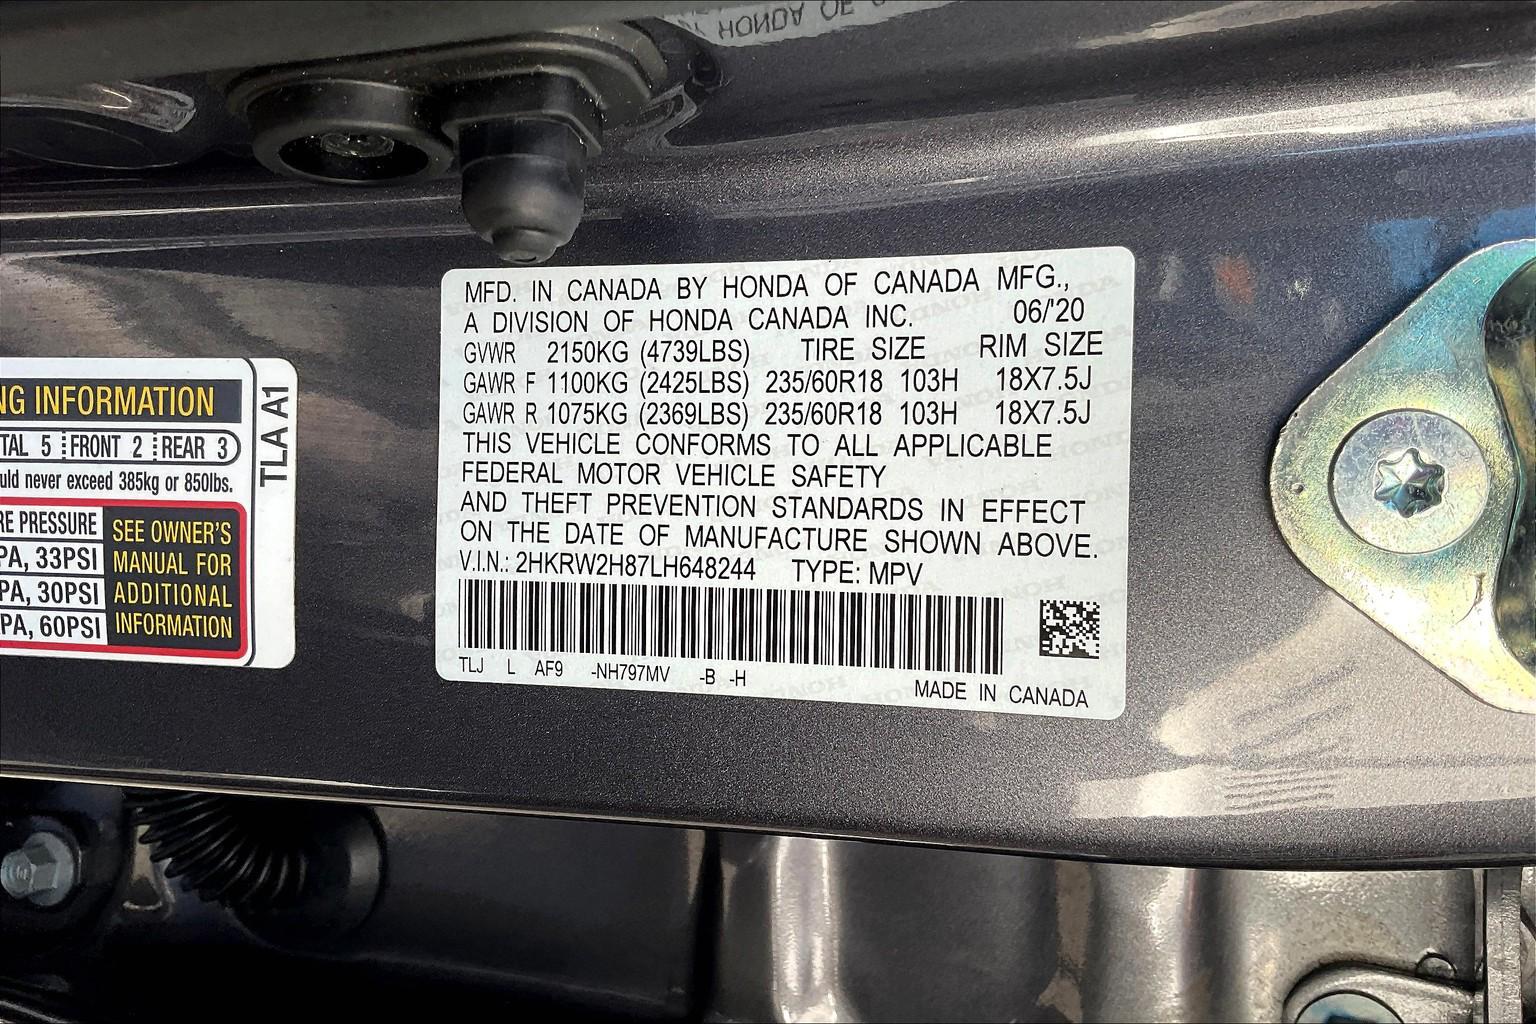 HONDA OF
MFD. IN CANADA BY HONDA OF CANADA MFG.,
A DIVISION OF HONDA CANADA INC. 06/'20
GVWR 2150KG (4739LBS) TIRE SIZE RIM SIZE
GAWR F 1100KG (2425LBS) 235/60R18 103H 18X7.5J
GAWR R 1075KG (2369LBS) 235/60R18 103H 18X7.5J
THIS VEHICLE CONFORMS TO ALL APPLICABLE
FEDERAL MOTOR VEHICLE SAFETY
AND THEFT PREVENTION STANDARDS IN EFFECT
ON THE DATE OF MANUFACTURE SHOWN ABOVE.
V.I.N.: 2HKRW2H87LH648244 TYPE: MPV
TLJ L AF9 -NH797MV -B -H
MADE IN CANADA
NG INFORMATION
TAL 5 FRONT 2 REAR 3
uld never exceed 385kg or 850lbs.
RE PRESSURE
PA, 33PSI
PA, 30PSI
PA, 60PSI
SEE OWNER'S
MANUAL FOR
ADDITIONAL
INFORMATION
TLA A1